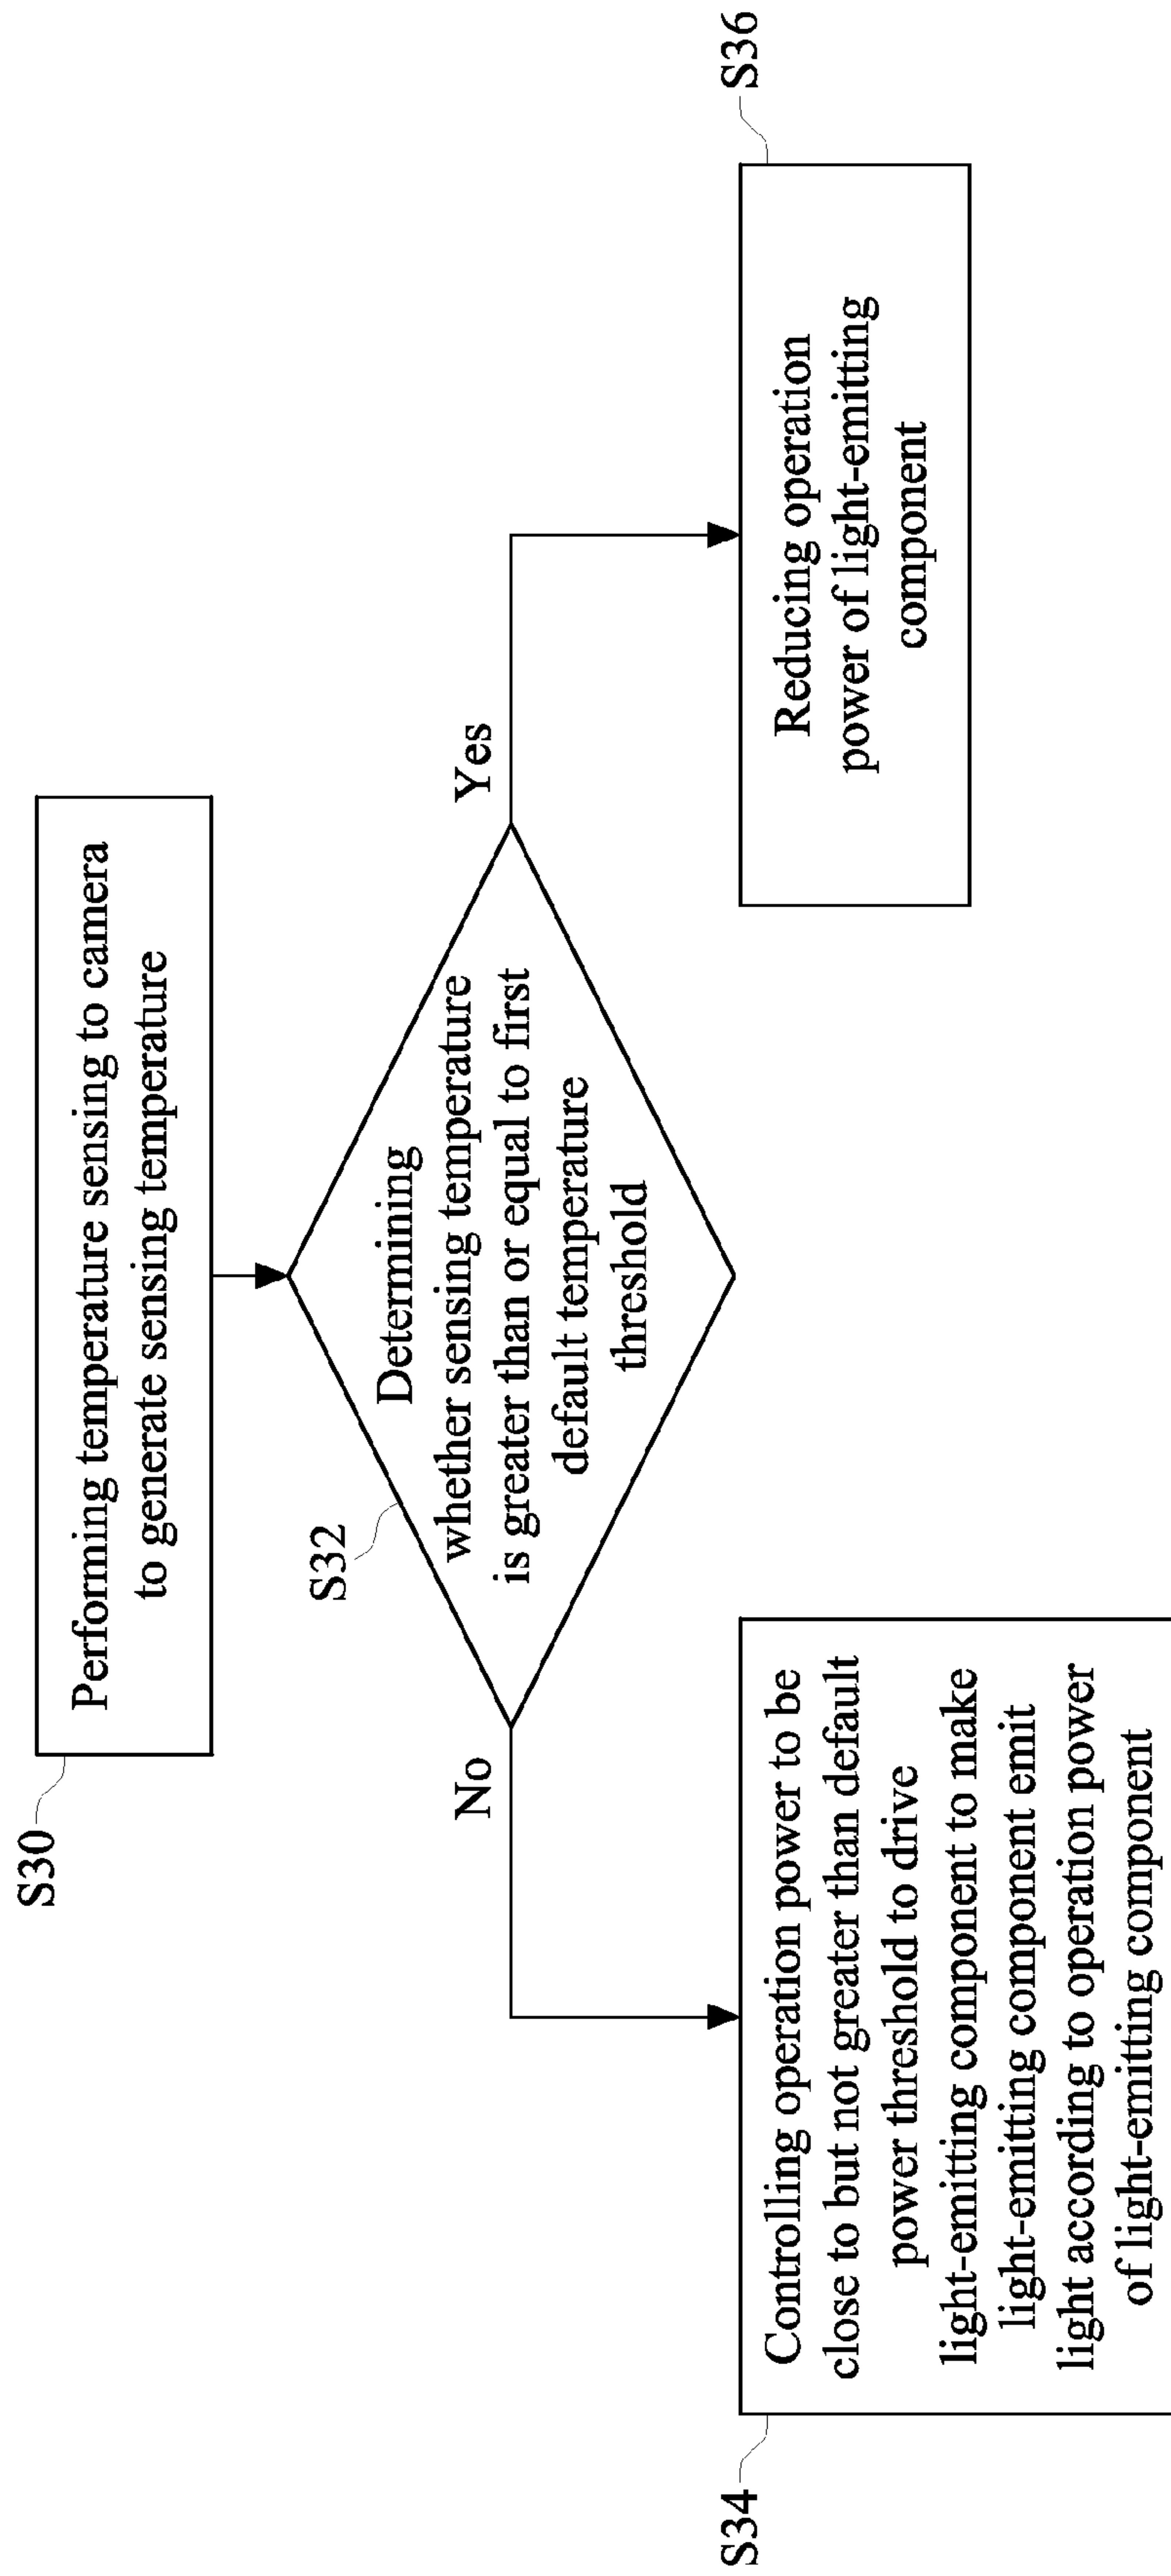 S30
Performing temperature sensing to camera
to generate sensing temperature
S32
Determining
whether sensing temperature
is greater than or equal to first
default temperature
threshold
No
Yes
S34
Controlling operation power to be
close to but not greater than default
power threshold to drive
light-emitting component to make
light-emitting component emit
light according to operation power
of light-emitting component
S36
Reducing operation
power of light-emitting
component